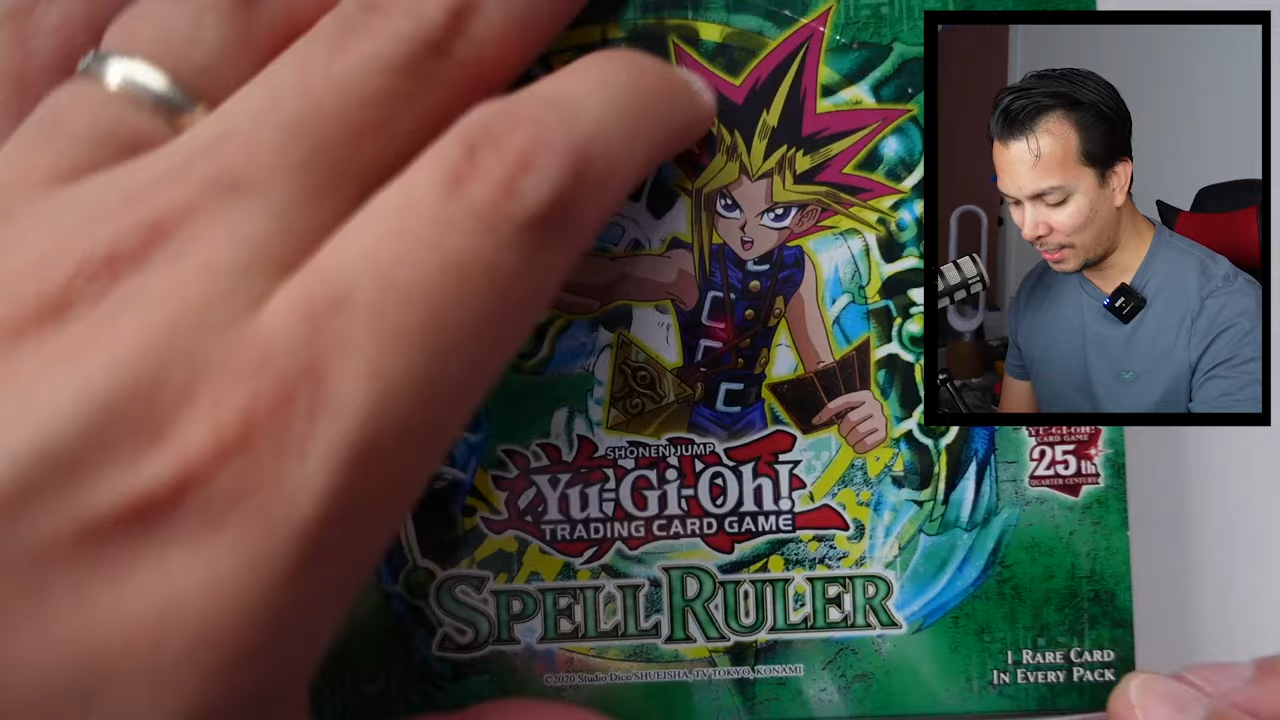 SHONEN JUMP
Yu-Gi-Oh!
TRADING CARD GAME
SPELL RULER
YU-GI-OH!
CARD GAME
25th
QUARTER CENTURY
1 RARE CARD
IN EVERY PACK
©2020 Studio Dice/SHUEISHA, TV TOKYO, KONAMI